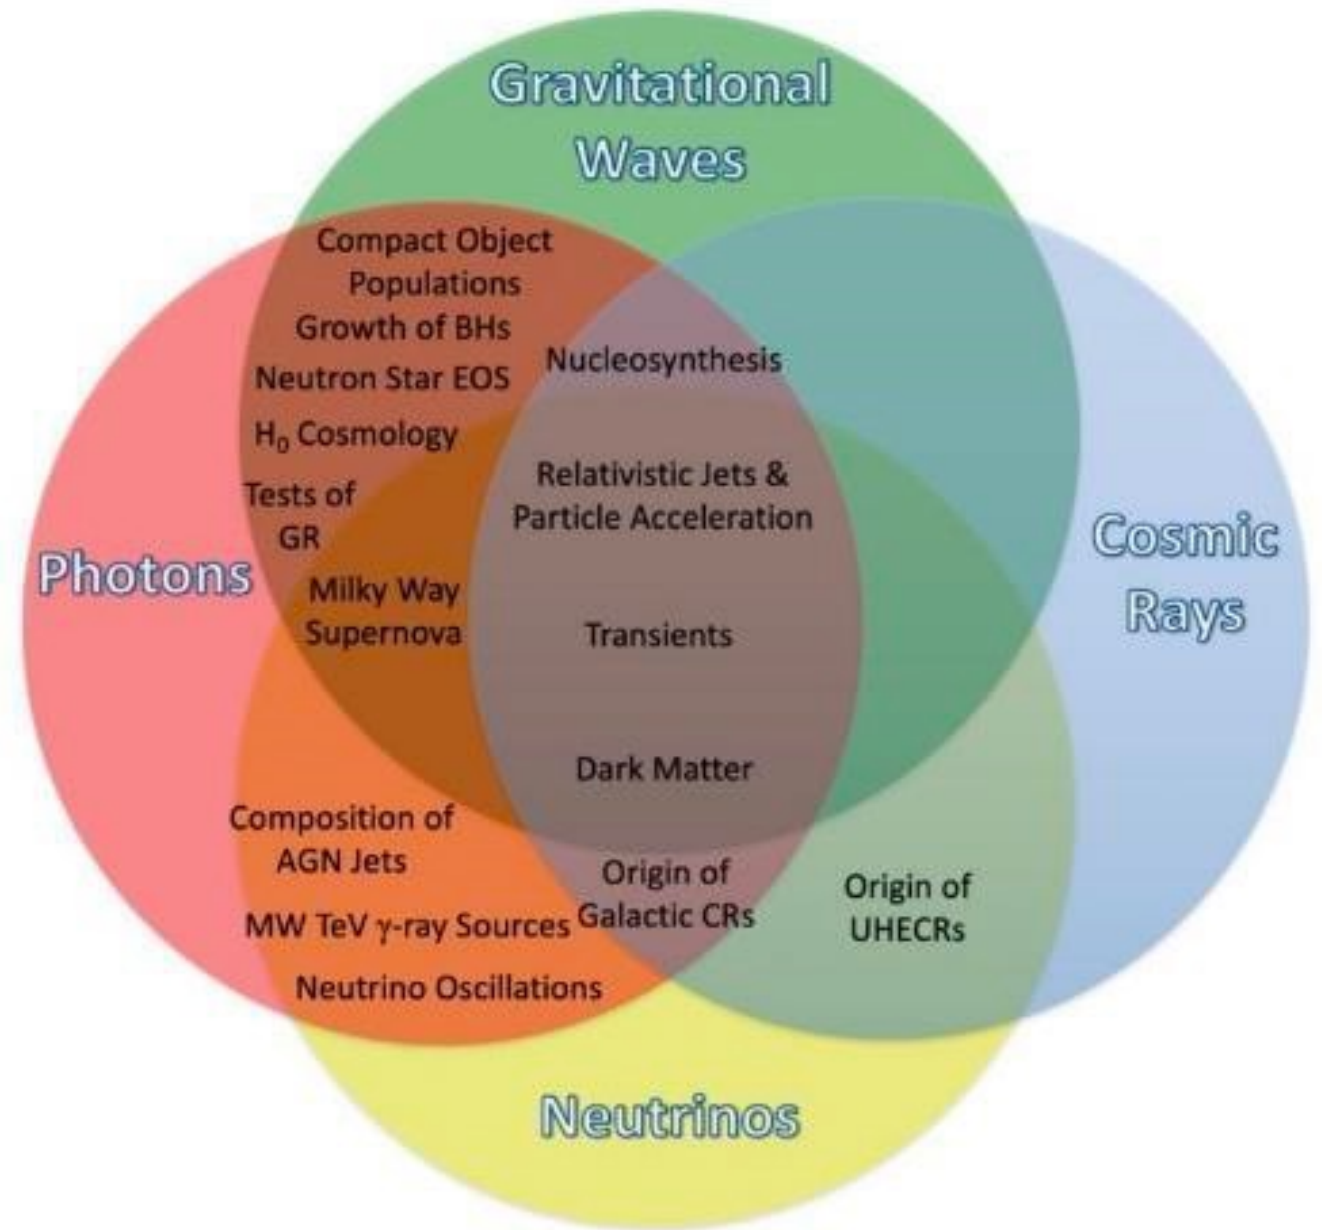 Gravitational
Waves
Compact Object
Populations
Growth of BHs
Nucleosynthesis
Neutron Star EOS
H₀ Cosmology
Relativistic Jets &
Particle Acceleration
Tests of
GR
Photons
Cosmic
Rays
Milky Way
Supernova
Transients
Dark Matter
Composition of
AGN Jets
Origin of
Galactic CRs
Origin of
UHECRs
MW TeV γ-ray Sources
Neutrino Oscillations
Neutrinos